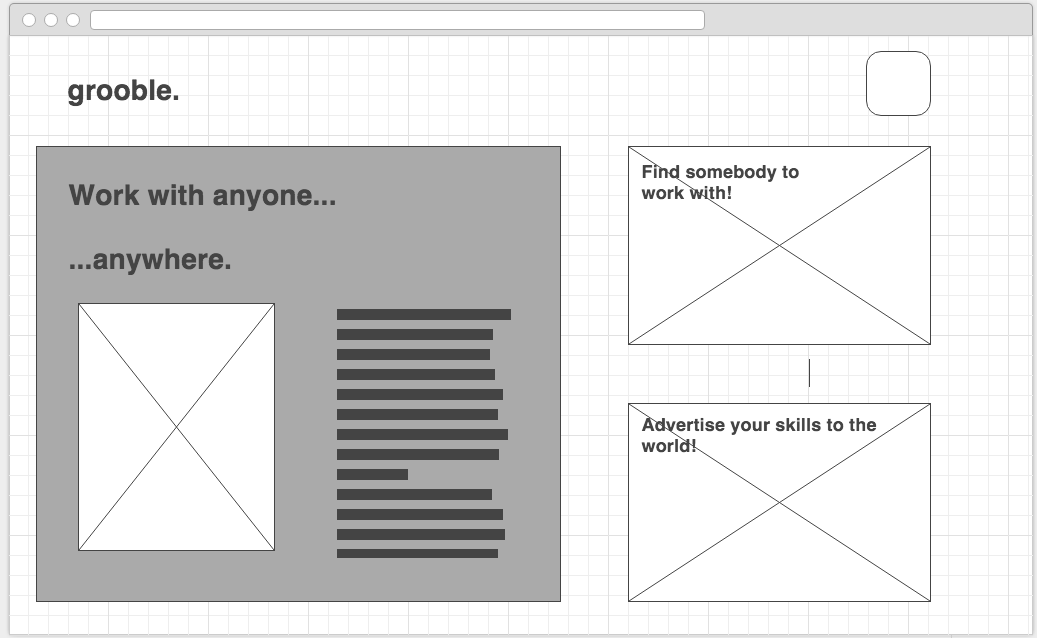 grooble.
Work with anyone...
...anywhere.
Find somebody to
work with!
Advertise your skills to the
world!